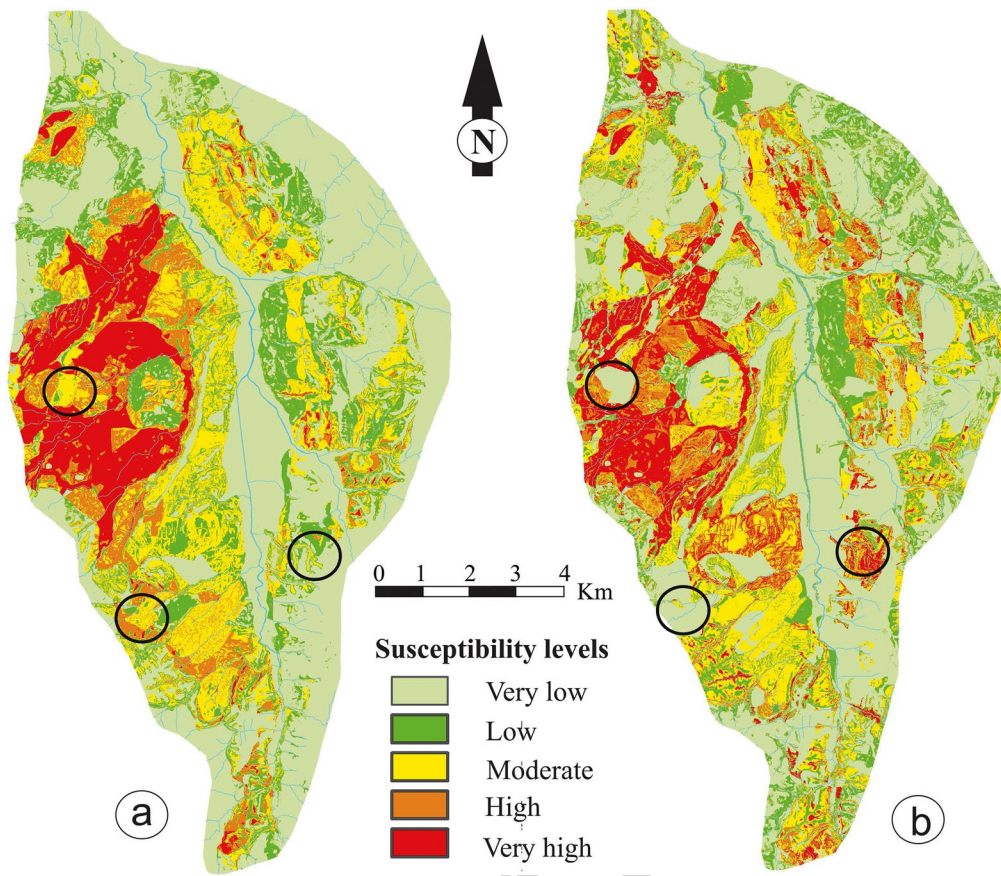 N
0 1 2 3 4
Km
Susceptibility levels
Very low
Low
Moderate
High
Very high
a
b